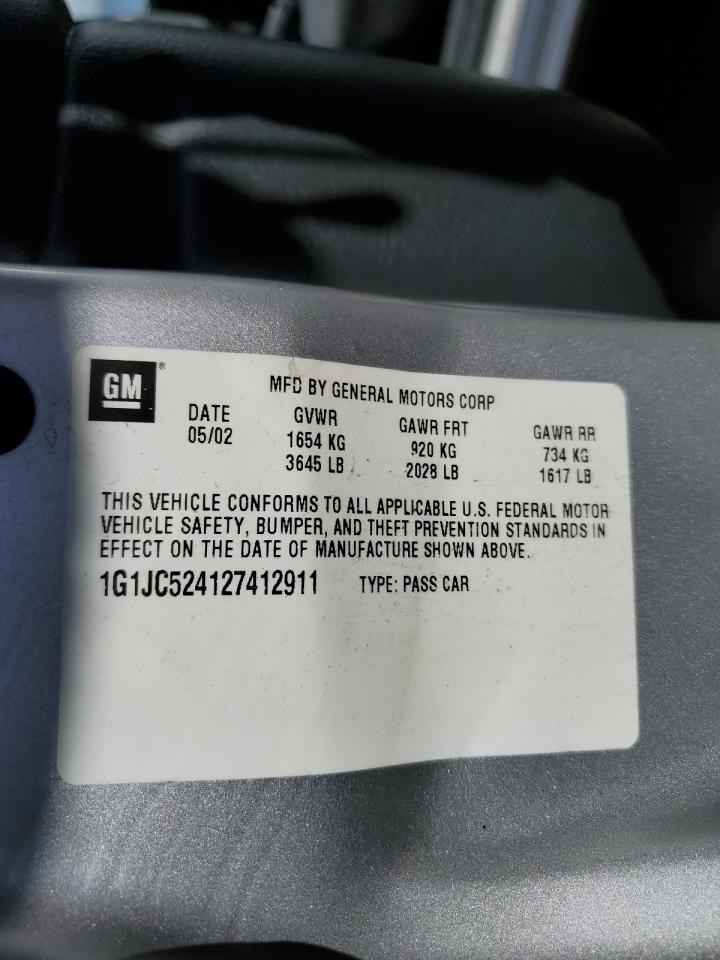 GM ®
MFD BY GENERAL MOTORS CORP
DATE GVWR GAWR FRT GAWR RR
05/02 1654 KG 920 KG 734 KG
3645 LB 2028 LB 1617 LB
THIS VEHICLE CONFORMS TO ALL APPLICABLE U.S. FEDERAL MOTOR
VEHICLE SAFETY, BUMPER, AND THEFT PREVENTION STANDARDS IN
EFFECT ON THE DATE OF MANUFACTURE SHOWN ABOVE.
1G1JC524127412911 TYPE: PASS CAR